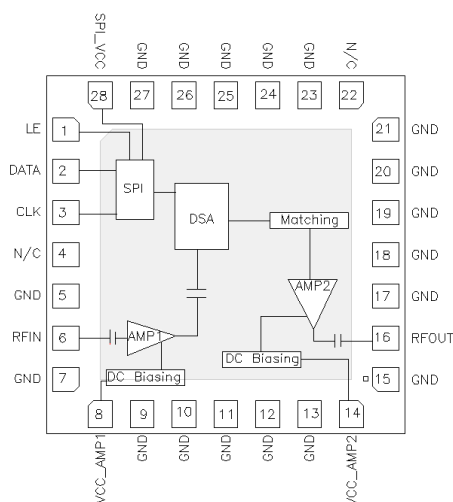 SPI_VCC GND GND GND GND GND N/C
28 27 26 25 24 23 22
LE 1 21 GND
DATA 2 20 GND
CLK 3 19 GND
N/C 4 18 GND
GND 5 17 GND
RFIN 6 16 RFOUT
GND 7 15 GND
SPI
DSA
Matching
AMP2
AMP1
DC Biasing
DC Biasing
8 9 10 11 12 13 14
VCC_AMP1 GND GND GND GND GND VCC_AMP2